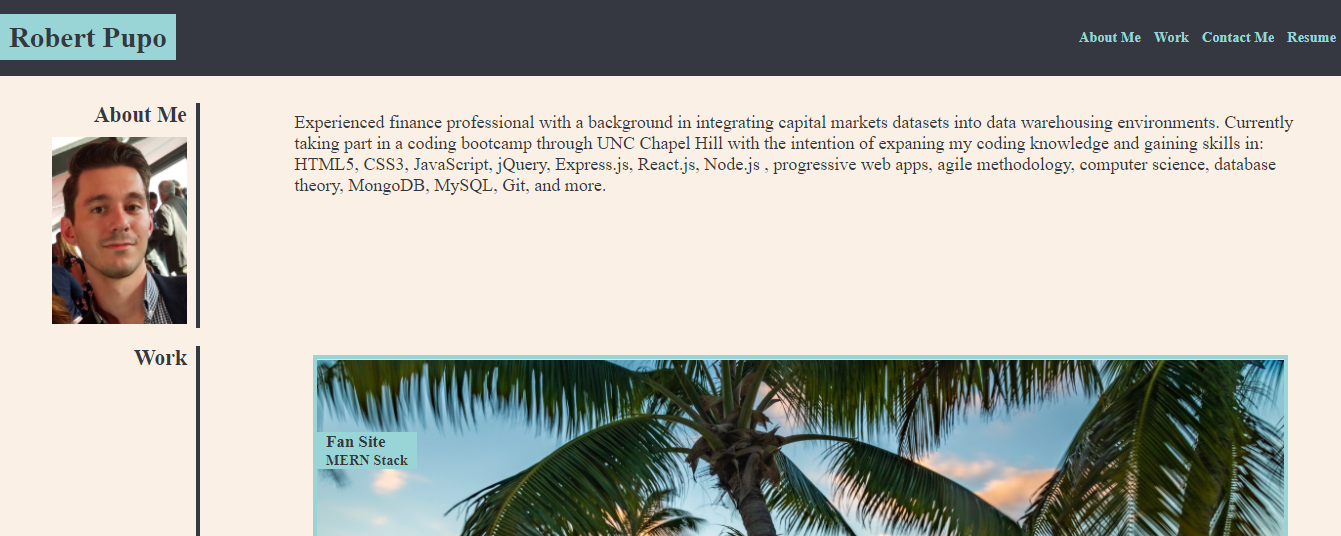 Robert Pupo
About Me
Work
Contact Me
Resume
About Me
Experienced finance professional with a background in integrating capital markets datasets into data warehousing environments. Currently
taking part in a coding bootcamp through UNC Chapel Hill with the intention of expaning my coding knowledge and gaining skills in:
HTML5, CSS3, JavaScript, jQuery, Express.js, React.js, Node.js , progressive web apps, agile methodology, computer science, database
theory, MongoDB, MySQL, Git, and more.
Work
Fan Site
MERN Stack